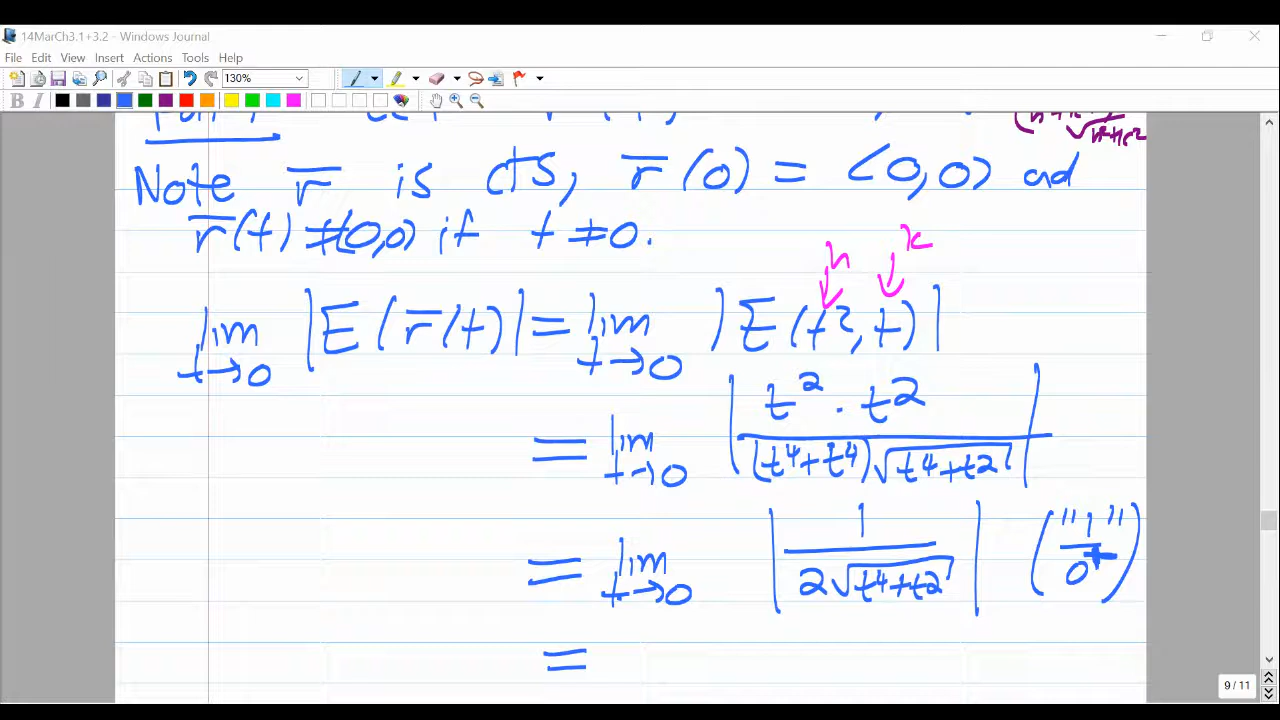 14MarCh3.1+3.2 - Windows Journal
File Edit View Insert Actions Tools Help
130%
B I
Note r̅ is cts, r̅(0) = <0,0> ad
r̅(t) ≠ (0,0) if t ≠ 0.
h k
lim t→0 |E(r̅(t)| = lim t→0 |E(t², t)|
= lim t→0 | t² · t² / (t⁴+t⁴)√(t⁴+t²) |
= lim t→0 | 1 / 2√(t⁴+t²) | ("1" / 0⁺)
=
9 / 11